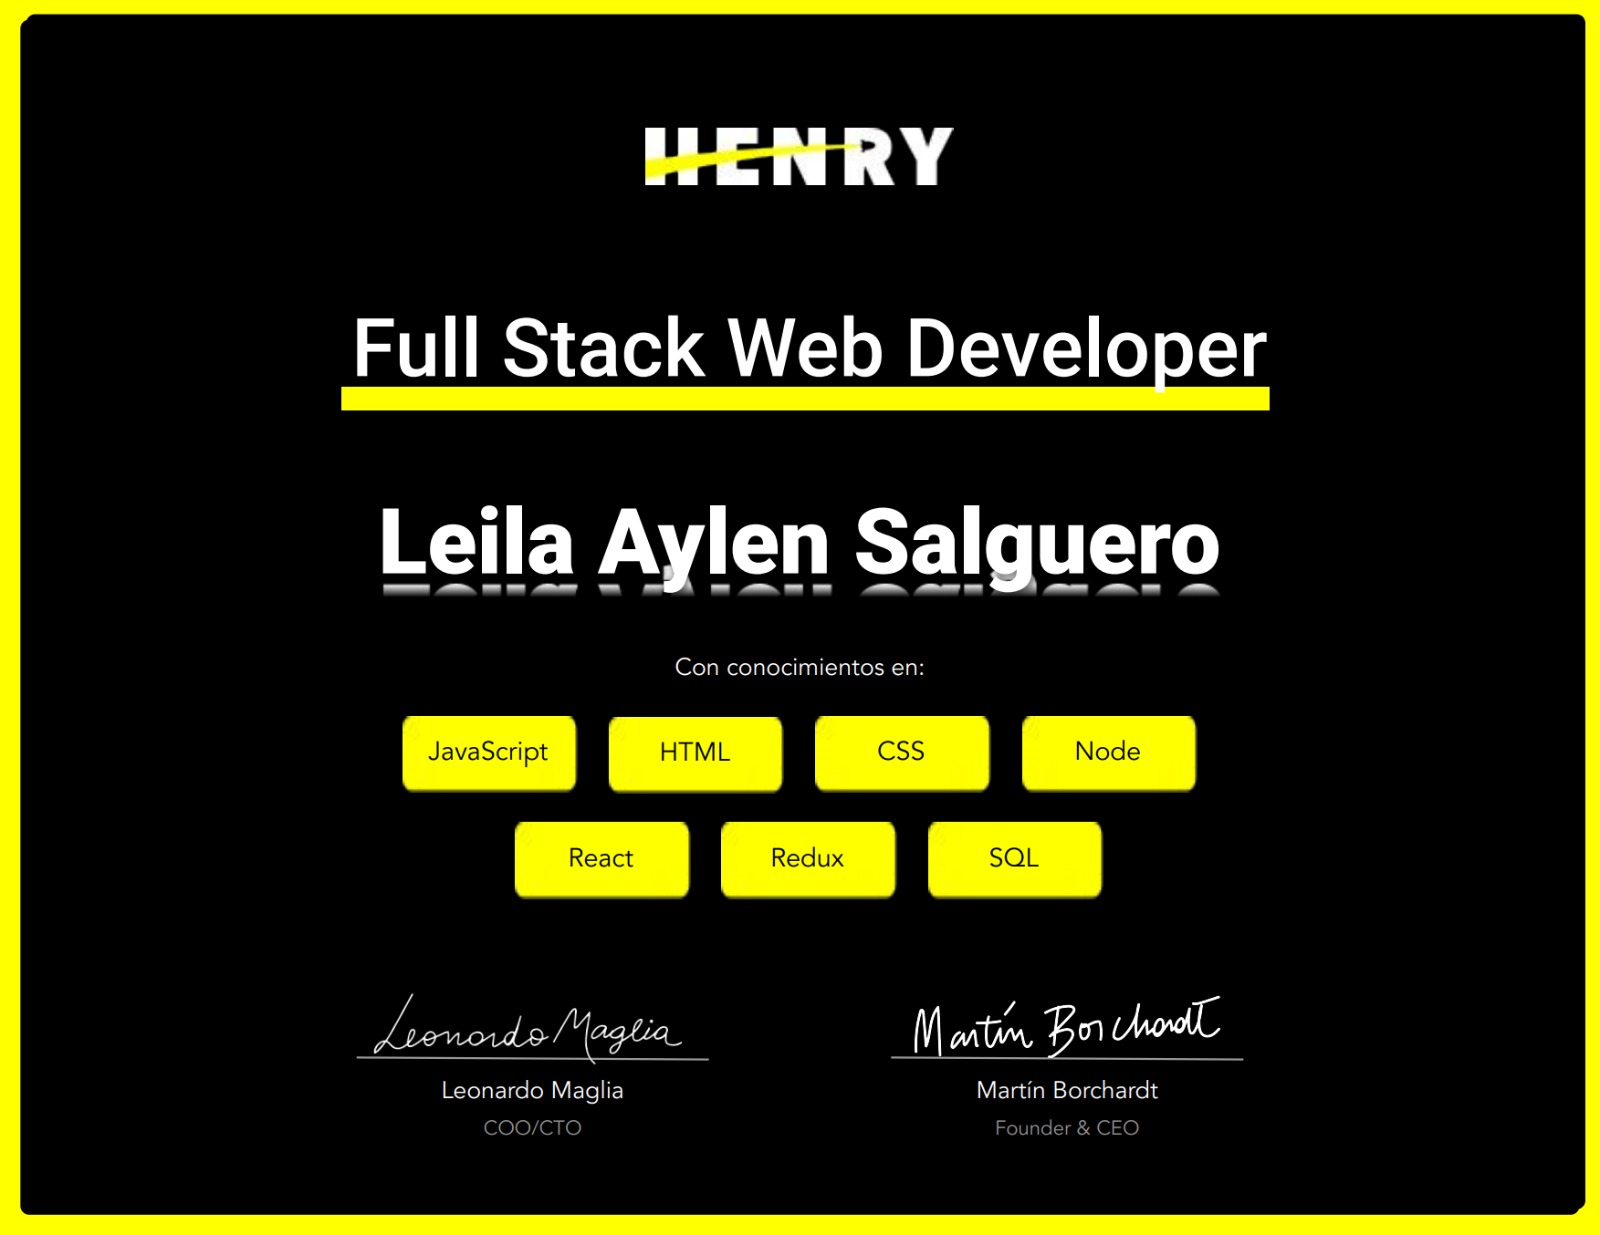 HENRY
Full Stack Web Developer
Leila Aylen Salguero
Con conocimientos en:
JavaScript HTML CSS Node
React Redux SQL
Leonardo Maglia Martín Borchardt
Leonardo Maglia Martín Borchardt
COO/CTO Founder & CEO